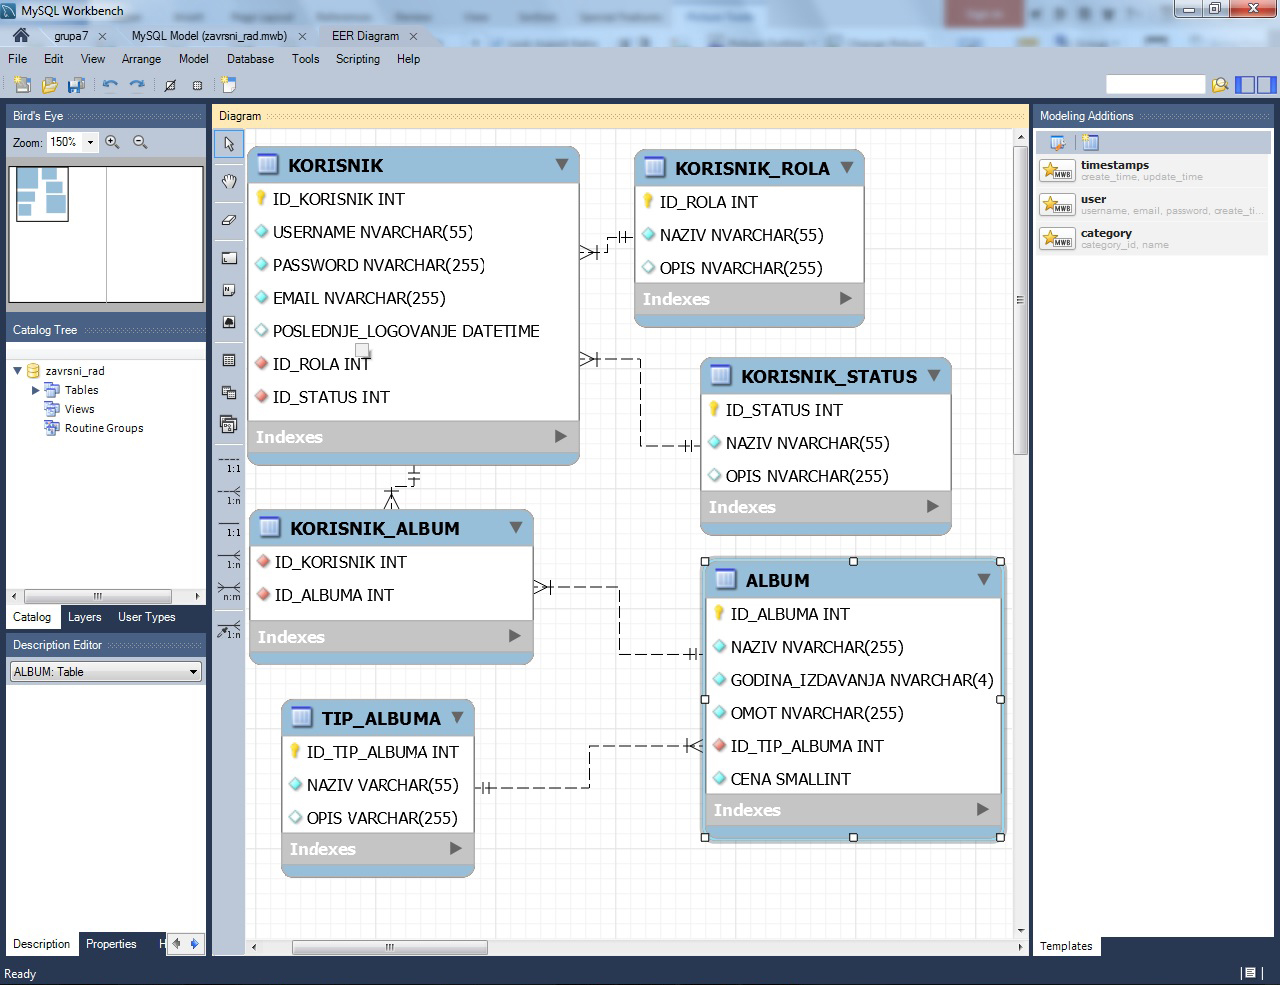 MySQL Workbench
grupa7
MySQL Model (zavrsni_rad.mwb)
EER Diagram
File Edit View Arrange Model Database Tools Scripting Help
Bird's Eye
Zoom: 150%
Catalog Tree
zavrsni_rad
Tables
Views
Routine Groups
Catalog Layers User Types
Description Editor
ALBUM: Table
Description Properties H
Ready
Diagram
1:1
1:n
1:1
1:n
n:m
1:n
KORISNIK
ID_KORISNIK INT
USERNAME NVARCHAR(55)
PASSWORD NVARCHAR(255)
EMAIL NVARCHAR(255)
POSLEDNJE_LOGOVANJE DATETIME
ID_ROLA INT
ID_STATUS INT
Indexes
KORISNIK_ROLA
ID_ROLA INT
NAZIV NVARCHAR(55)
OPIS NVARCHAR(255)
Indexes
KORISNIK_STATUS
ID_STATUS INT
NAZIV NVARCHAR(55)
OPIS NVARCHAR(255)
Indexes
KORISNIK_ALBUM
ID_KORISNIK INT
ID_ALBUMA INT
Indexes
ALBUM
ID_ALBUMA INT
NAZIV NVARCHAR(55)
GODINA_IZDAVANJA NVARCHAR(4)
OMOT NVARCHAR(255)
ID_TIP_ALBUMA INT
CENA SMALLINT
Indexes
TIP_ALBUMA
ID_TIP_ALBUMA INT
NAZIV VARCHAR(55)
OPIS VARCHAR(255)
Indexes
Modeling Additions
timestamps
create_time, update_time
user
username, email, password, create_ti...
category
category_id, name
Templates